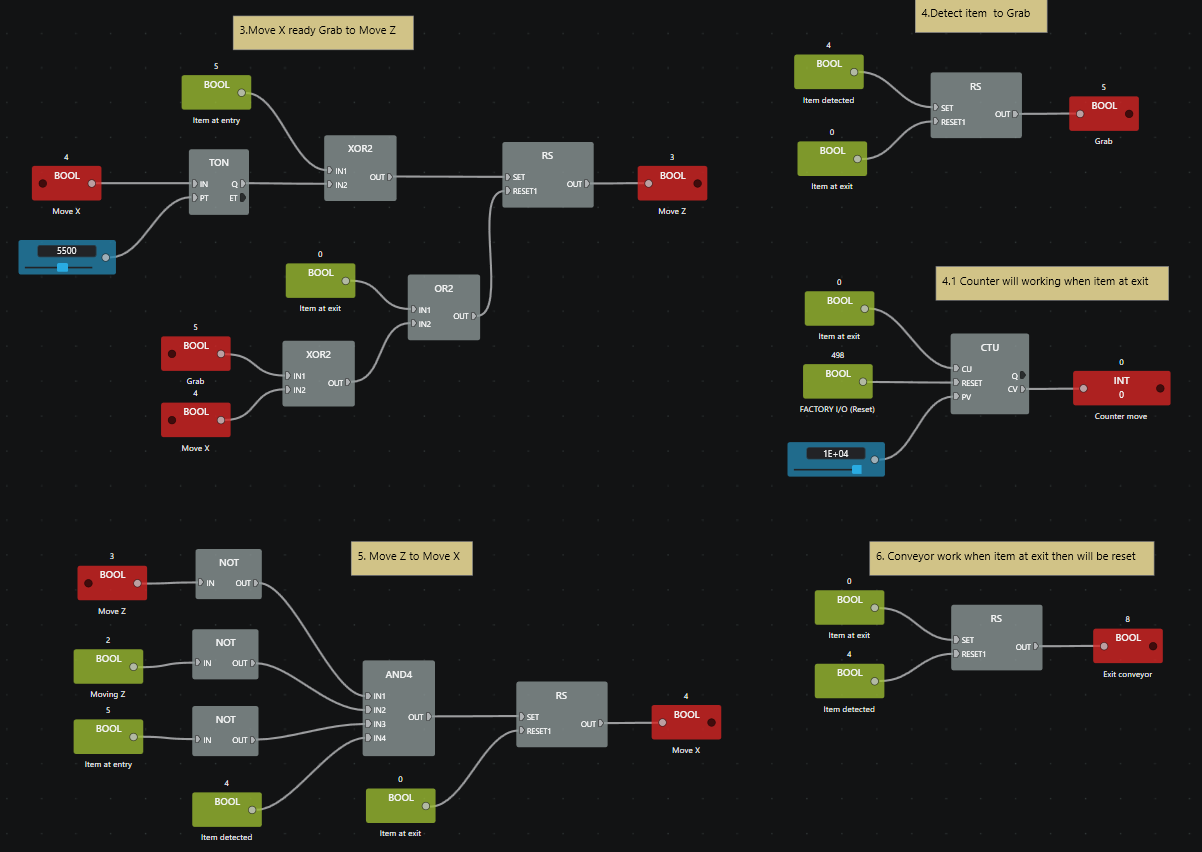 3.Move X ready Grab to Move Z
5
BOOL
Item at entry
4
BOOL
Move X
TON
IN Q
PT ET
5500
XOR2
IN1
OUT
IN2
RS
SET
OUT
RESET1
3
BOOL
Move Z
0
BOOL
Item at exit
OR2
IN1
OUT
IN2
5
BOOL
Grab
4
BOOL
Move X
XOR2
IN1
OUT
IN2
4.Detect item to Grab
4
BOOL
Item detected
0
BOOL
Item at exit
RS
SET
OUT
RESET1
5
BOOL
Grab
4.1 Counter will working when item at exit
0
BOOL
Item at exit
498
BOOL
FACTORY I/O (Reset)
1E+04
CTU
CU
Q
RESET
CV
PV
0
INT
0
Counter move
5. Move Z to Move X
3
BOOL
Move Z
NOT
IN OUT
2
BOOL
Moving Z
NOT
IN OUT
5
BOOL
Item at entry
NOT
IN OUT
4
BOOL
Item detected
AND4
IN1
IN2
OUT
IN3
IN4
0
BOOL
Item at exit
RS
SET
OUT
RESET1
4
BOOL
Move X
6. Conveyor work when item at exit then will be reset
0
BOOL
Item at exit
4
BOOL
Item detected
RS
SET
OUT
RESET1
8
BOOL
Exit conveyor